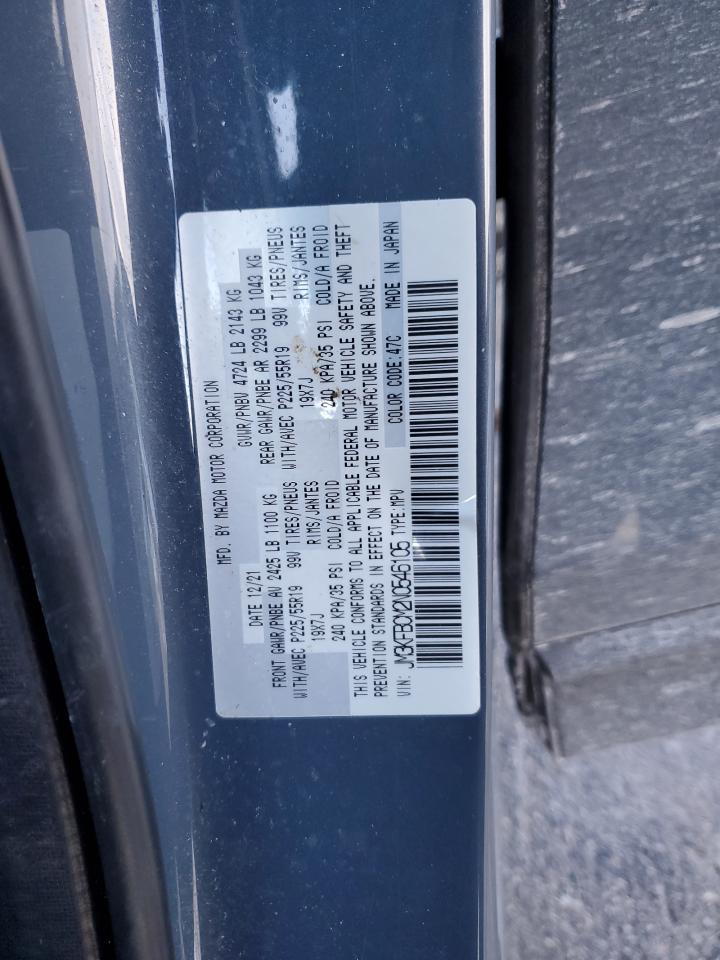 MFD. BY MAZDA MOTOR CORPORATION
DATE 12/21 GVWR/PNBV 4724 LB 2143 KG
FRONT GAWR/PNBE AV 2425 LB 1100 KG REAR GAWR/PNBE AR 2299 LB 1043 KG
WITH/AVEC P225/55R19 99V TIRES/PNEUS WITH/AVEC P225/55R19 99V TIRES/PNEUS
19X7J RIMS/JANTES 19X7J RIMS/JANTES
240 KPA/35 PSI COLD/A FROID 240 KPA/35 PSI COLD/A FROID
THIS VEHICLE CONFORMS TO ALL APPLICABLE FEDERAL MOTOR VEHICLE SAFETY AND THEFT
PREVENTION STANDARDS IN EFFECT ON THE DATE OF MANUFACTURE SHOWN ABOVE.
VIN: JM3KFBCM2N0546105 TYPE:MPV COLOR CODE:47C MADE IN JAPAN